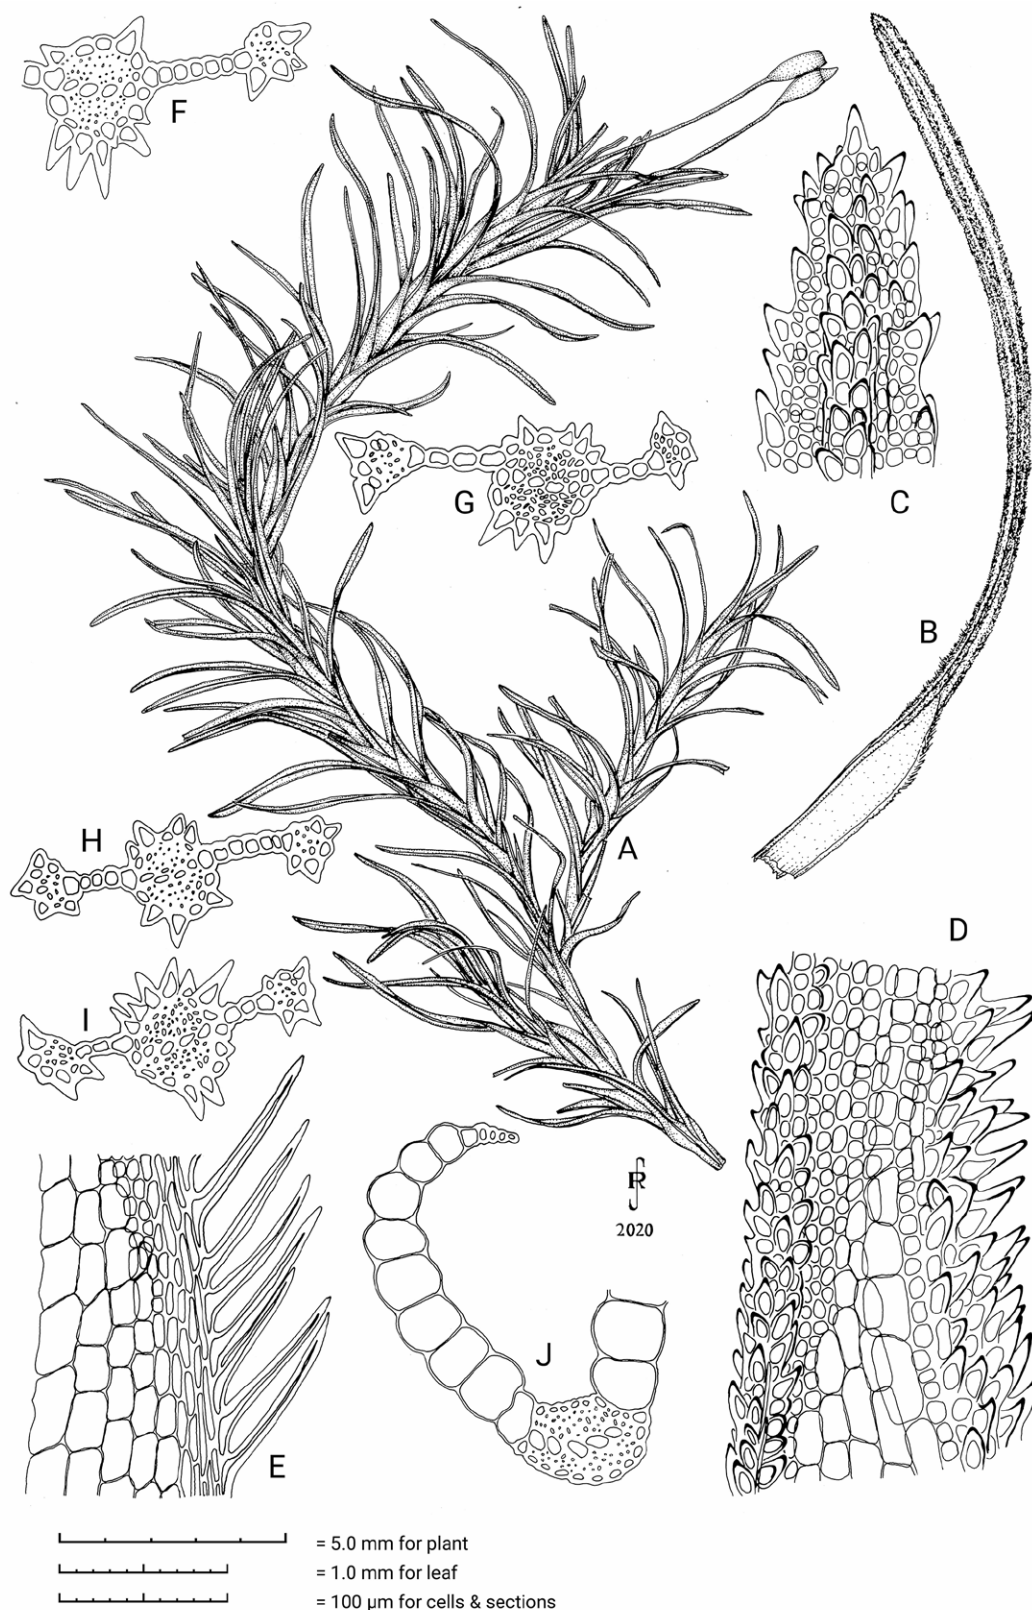 F
C
G
B
H
A
D
I
R
2020
J
E
= 5.0 mm for plant
= 1.0 mm for leaf
= 100 µm for cells & sections